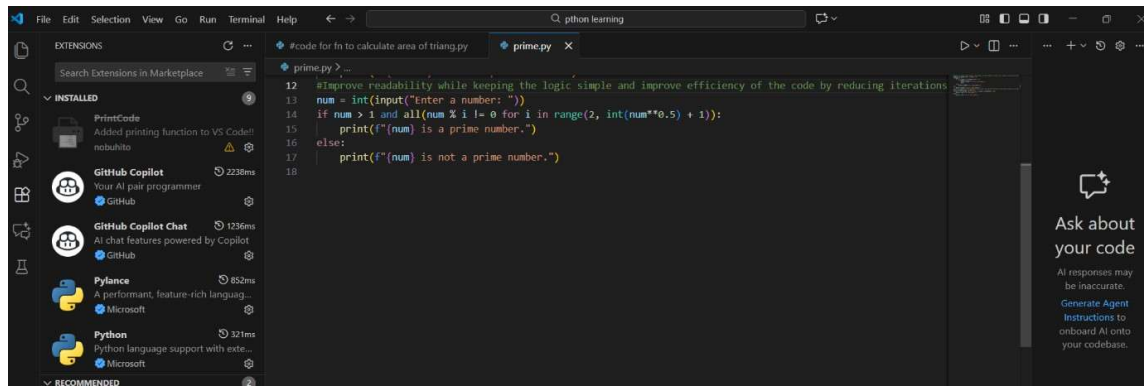 File Edit Selection View Go Run Terminal Help
pthon learning
EXTENSIONS
Search Extensions in Marketplace
INSTALLED 9
PrintCode
Added printing function to VS Code!!
nobuhito
GitHub Copilot 2238ms
Your AI pair programmer
GitHub
GitHub Copilot Chat 1236ms
AI chat features powered by Copilot
GitHub
Pylance 852ms
A performant, feature-rich languag...
Microsoft
Python 321ms
Python language support with exte...
Microsoft
RECOMMENDED 2
#code for fn to calculate area of triang.py prime.py
prime.py > ...
12 #Improve readability while keeping the logic simple and improve efficiency of the code by reducing iterations
13 num = int(input("Enter a number: "))
14 if num > 1 and all(num % i != 0 for i in range(2, int(num**0.5) + 1)):
15 print(f"{num} is a prime number.")
16 else:
17 print(f"{num} is not a prime number.")
18
Ask about
your code
AI responses may
be inaccurate.
Generate Agent
Instructions to
onboard AI onto
your codebase.